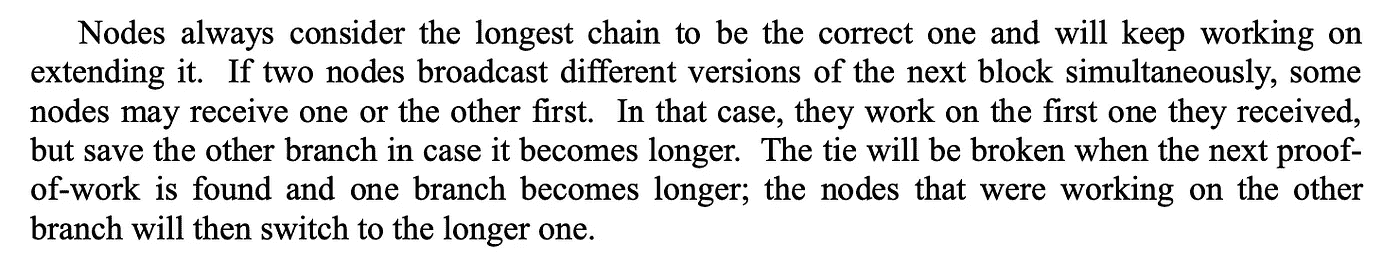 Nodes always consider the longest chain to be the correct one and will keep working on
extending it.  If two nodes broadcast different versions of the next block simultaneously, some
nodes may receive one or the other first.  In that case, they work on the first one they received,
but save the other branch in case it becomes longer.  The tie will be broken when the next proof-
of-work is found and one branch becomes longer; the nodes that were working on the other
branch will then switch to the longer one.